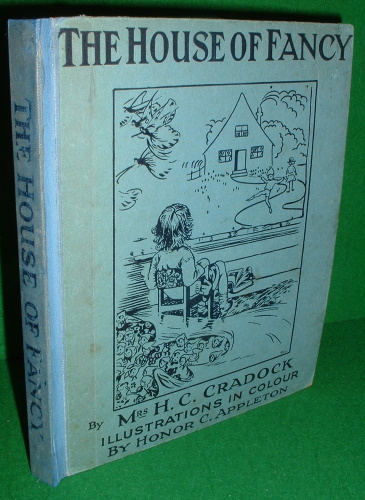 THE HOUSE OF FANCY
THE HOUSE OF FANCY
By MRS H. C. CRADOCK
ILLUSTRATIONS IN COLOUR
BY HONOR C. APPLETON